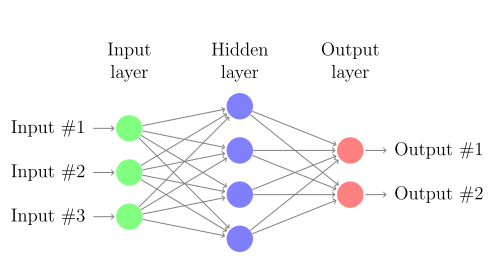 Input
layer
Hidden
layer
Output
layer
Input #1
Input #2
Input #3
Output #1
Output #2